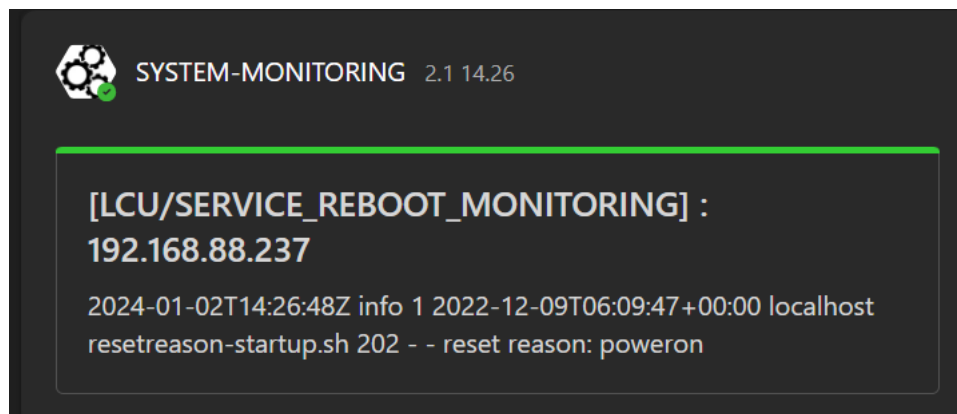 SYSTEM-MONITORING 2.1 14.26
[LCU/SERVICE_REBOOT_MONITORING] :
192.168.88.237
2024-01-02T14:26:48Z info 1 2022-12-09T06:09:47+00:00 localhost
resetreason-startup.sh 202 - - reset reason: poweron